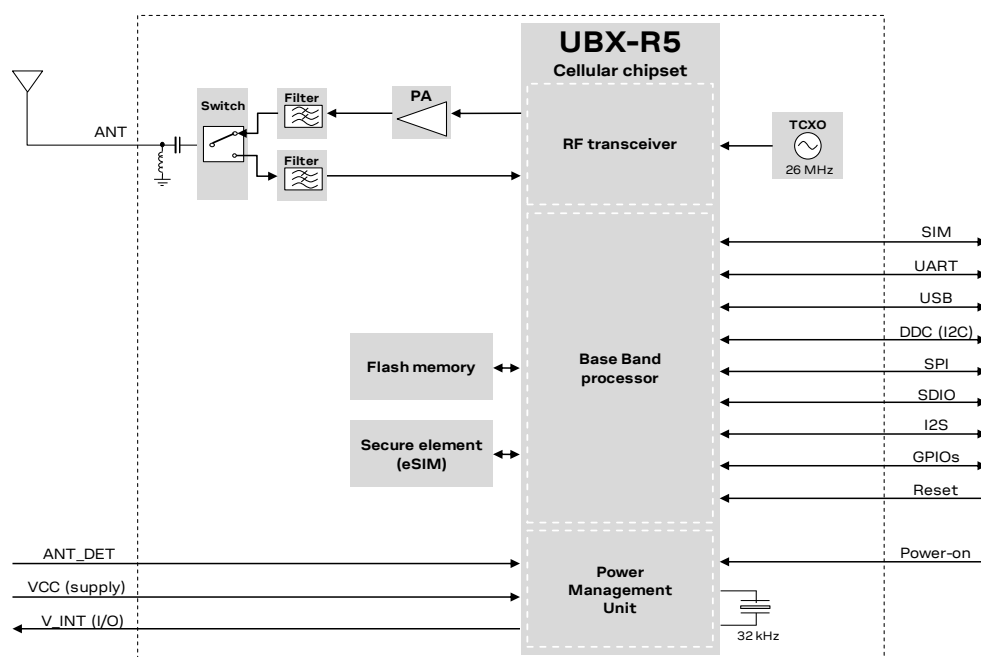 UBX-R5
Cellular chipset
Switch
Filter
PA
ANT
RF transceiver
TCXO
26 MHz
Filter
SIM
UART
USB
DDC (I2C)
SPI
SDIO
I2S
GPIOs
Reset
Flash memory
Base Band
processor
Secure element
(eSIM)
ANT_DET
VCC (supply)
V_INT (I/O)
Power
Management
Unit
Power-on
32 kHz